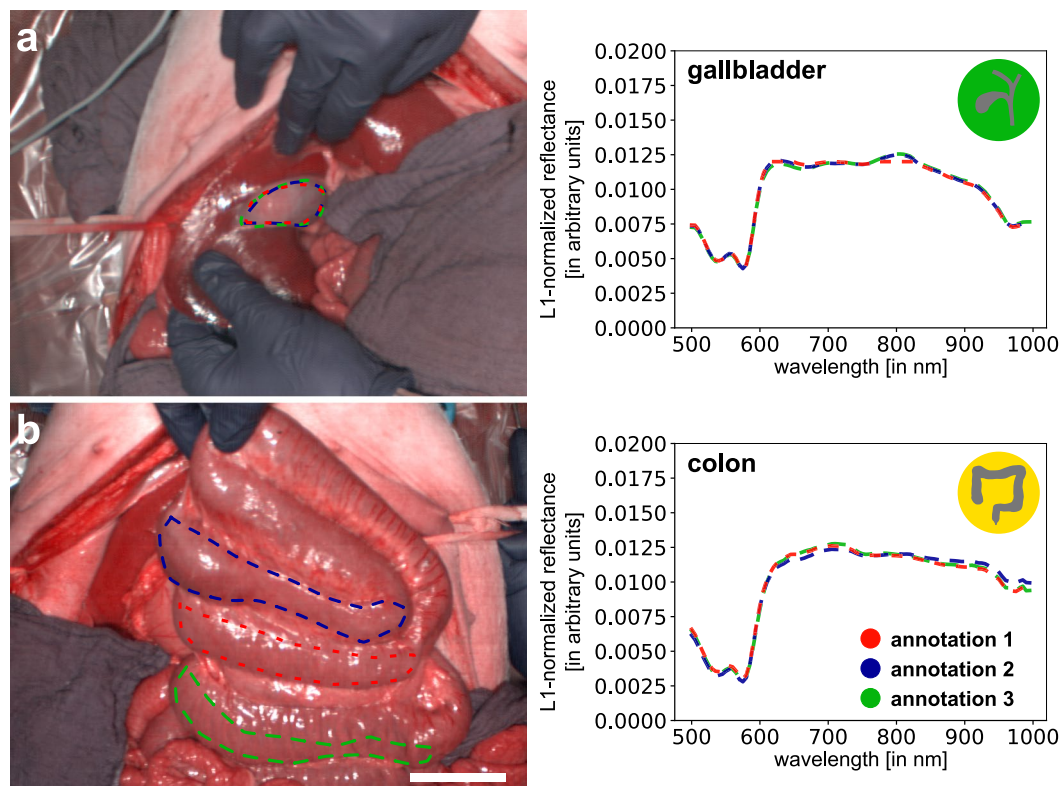 a
gallbladder
L1-normalized reflectance
[in arbitrary units]
0.0200
0.0175
0.0150
0.0125
0.0100
0.0075
0.0050
0.0025
0.0000
500 600 700 800 900 1000
wavelength [in nm]
b
colon
L1-normalized reflectance
[in arbitrary units]
0.0200
0.0175
0.0150
0.0125
0.0100
0.0075
0.0050
0.0025
0.0000
annotation 1
annotation 2
annotation 3
500 600 700 800 900 1000
wavelength [in nm]